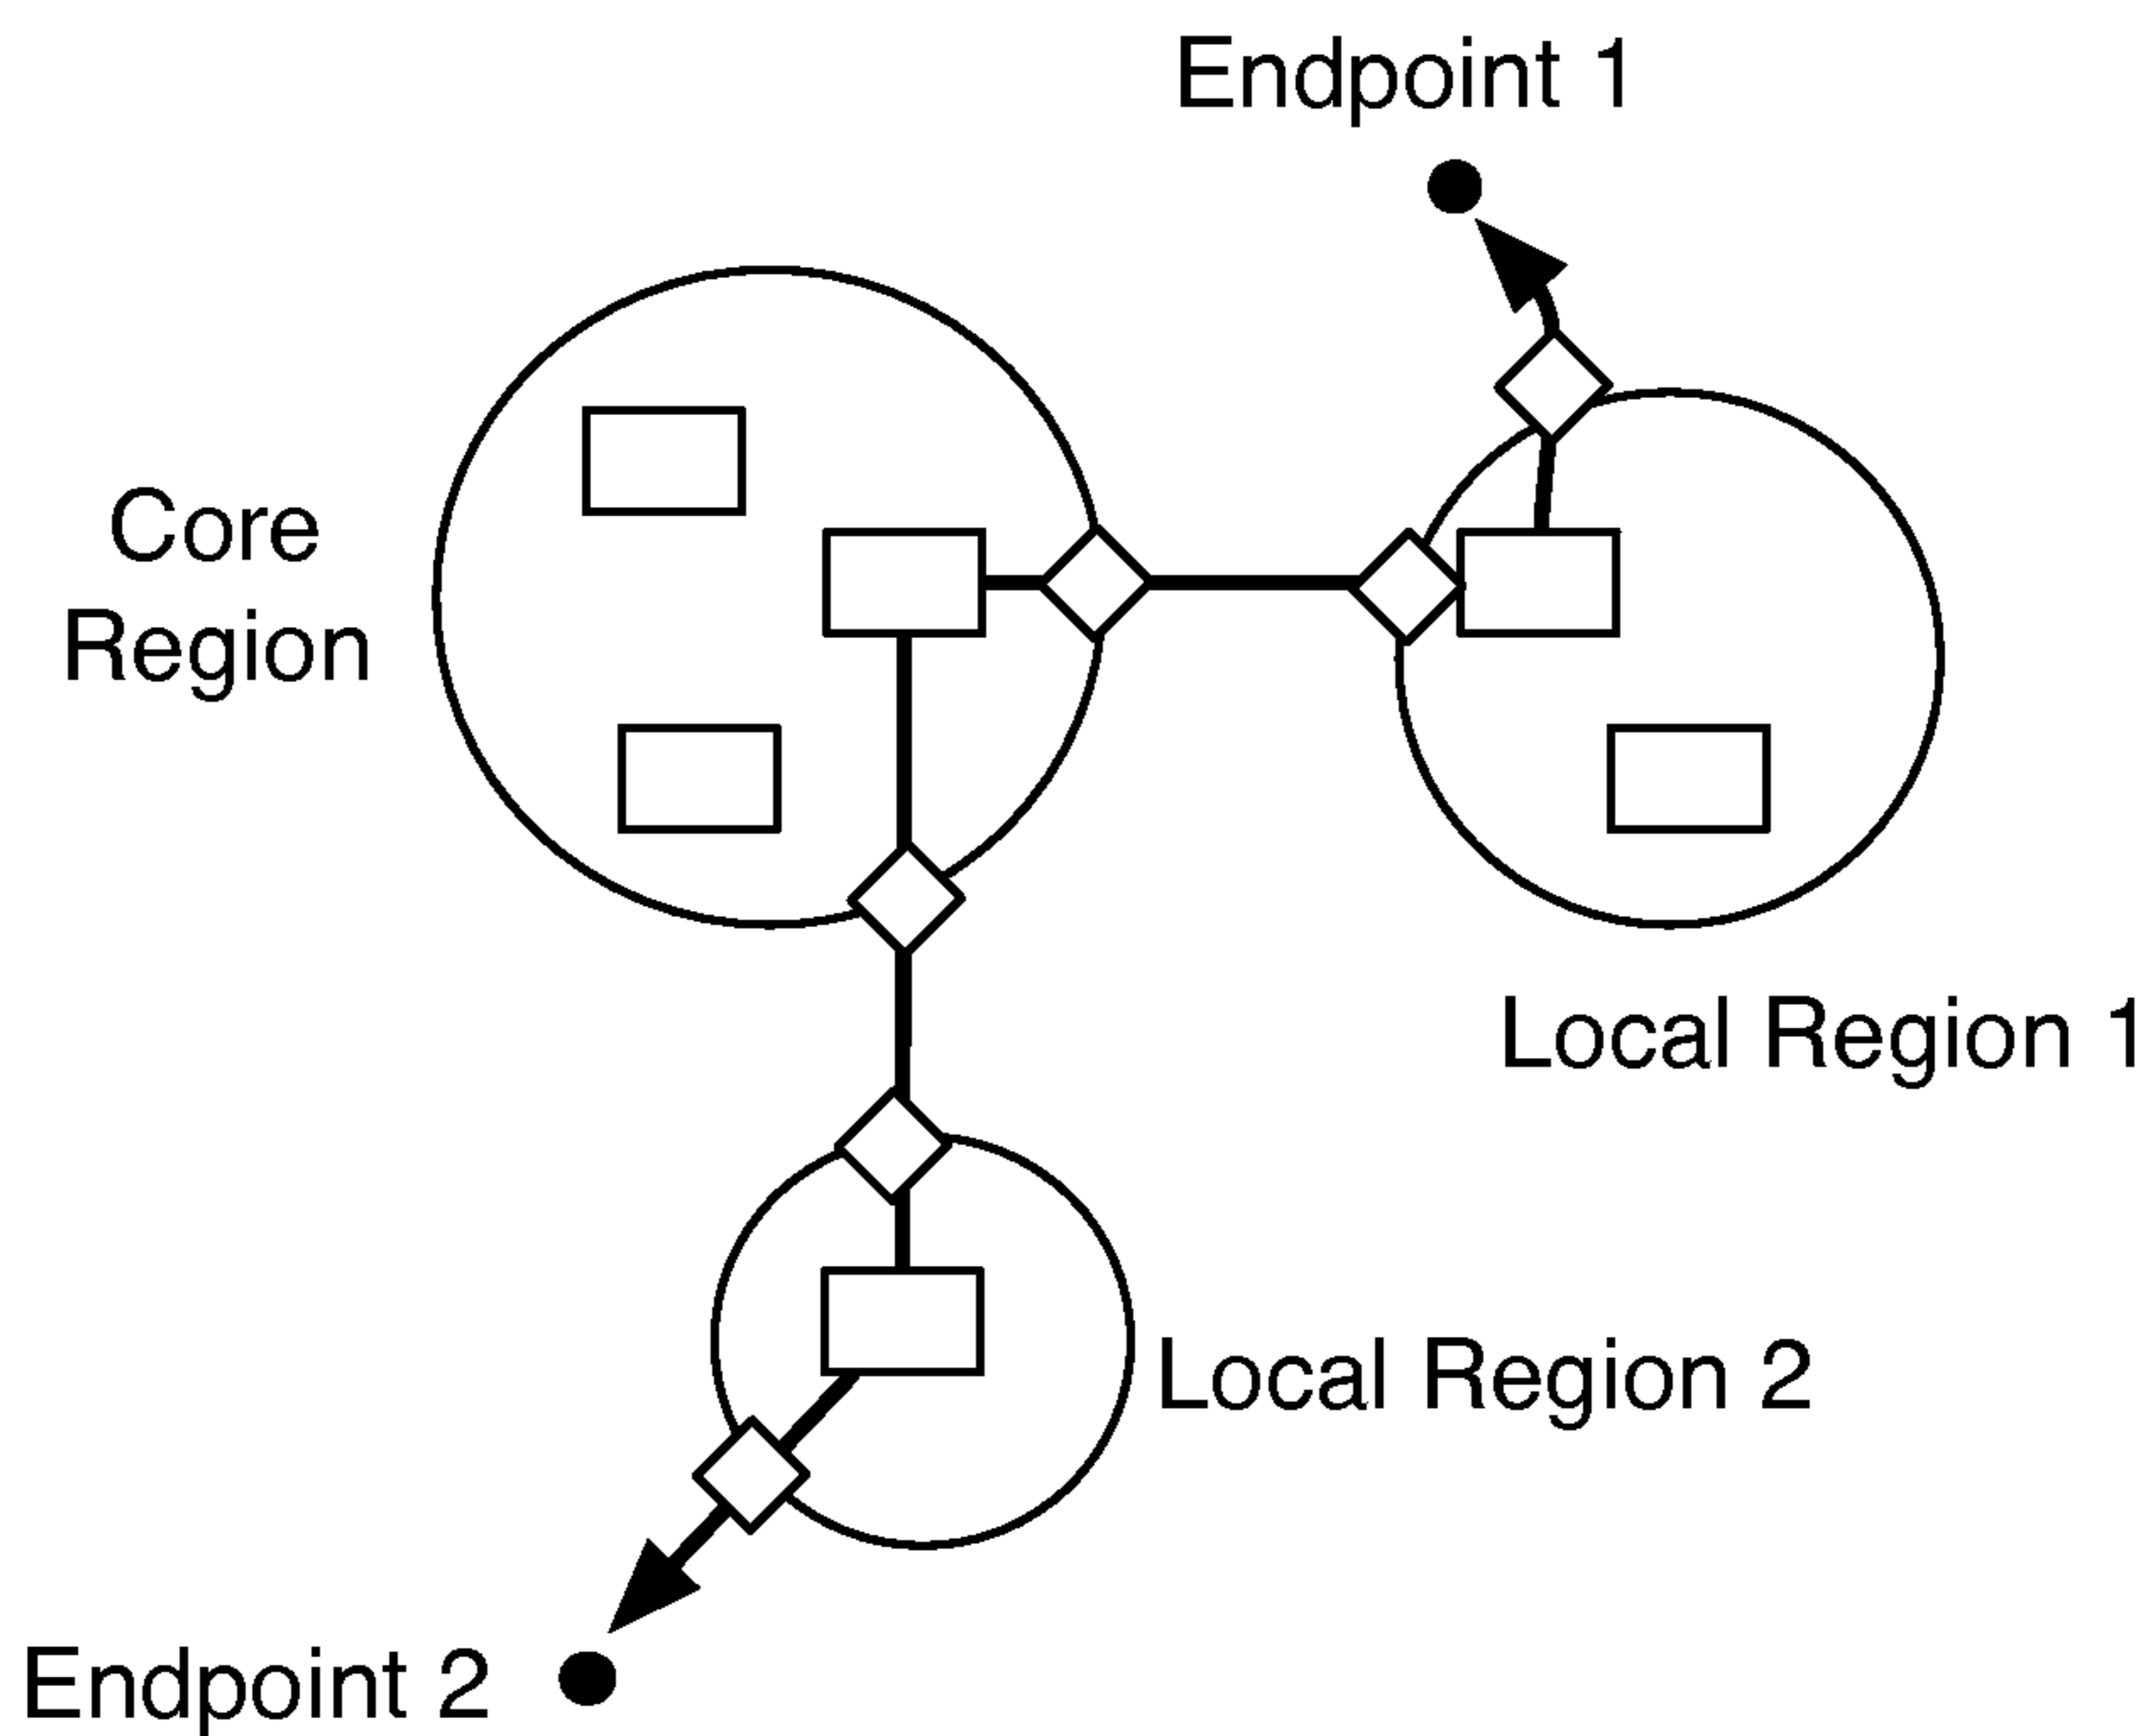 Endpoint 1
Core
Region
Local Region 1
Local Region 2
Endpoint 2